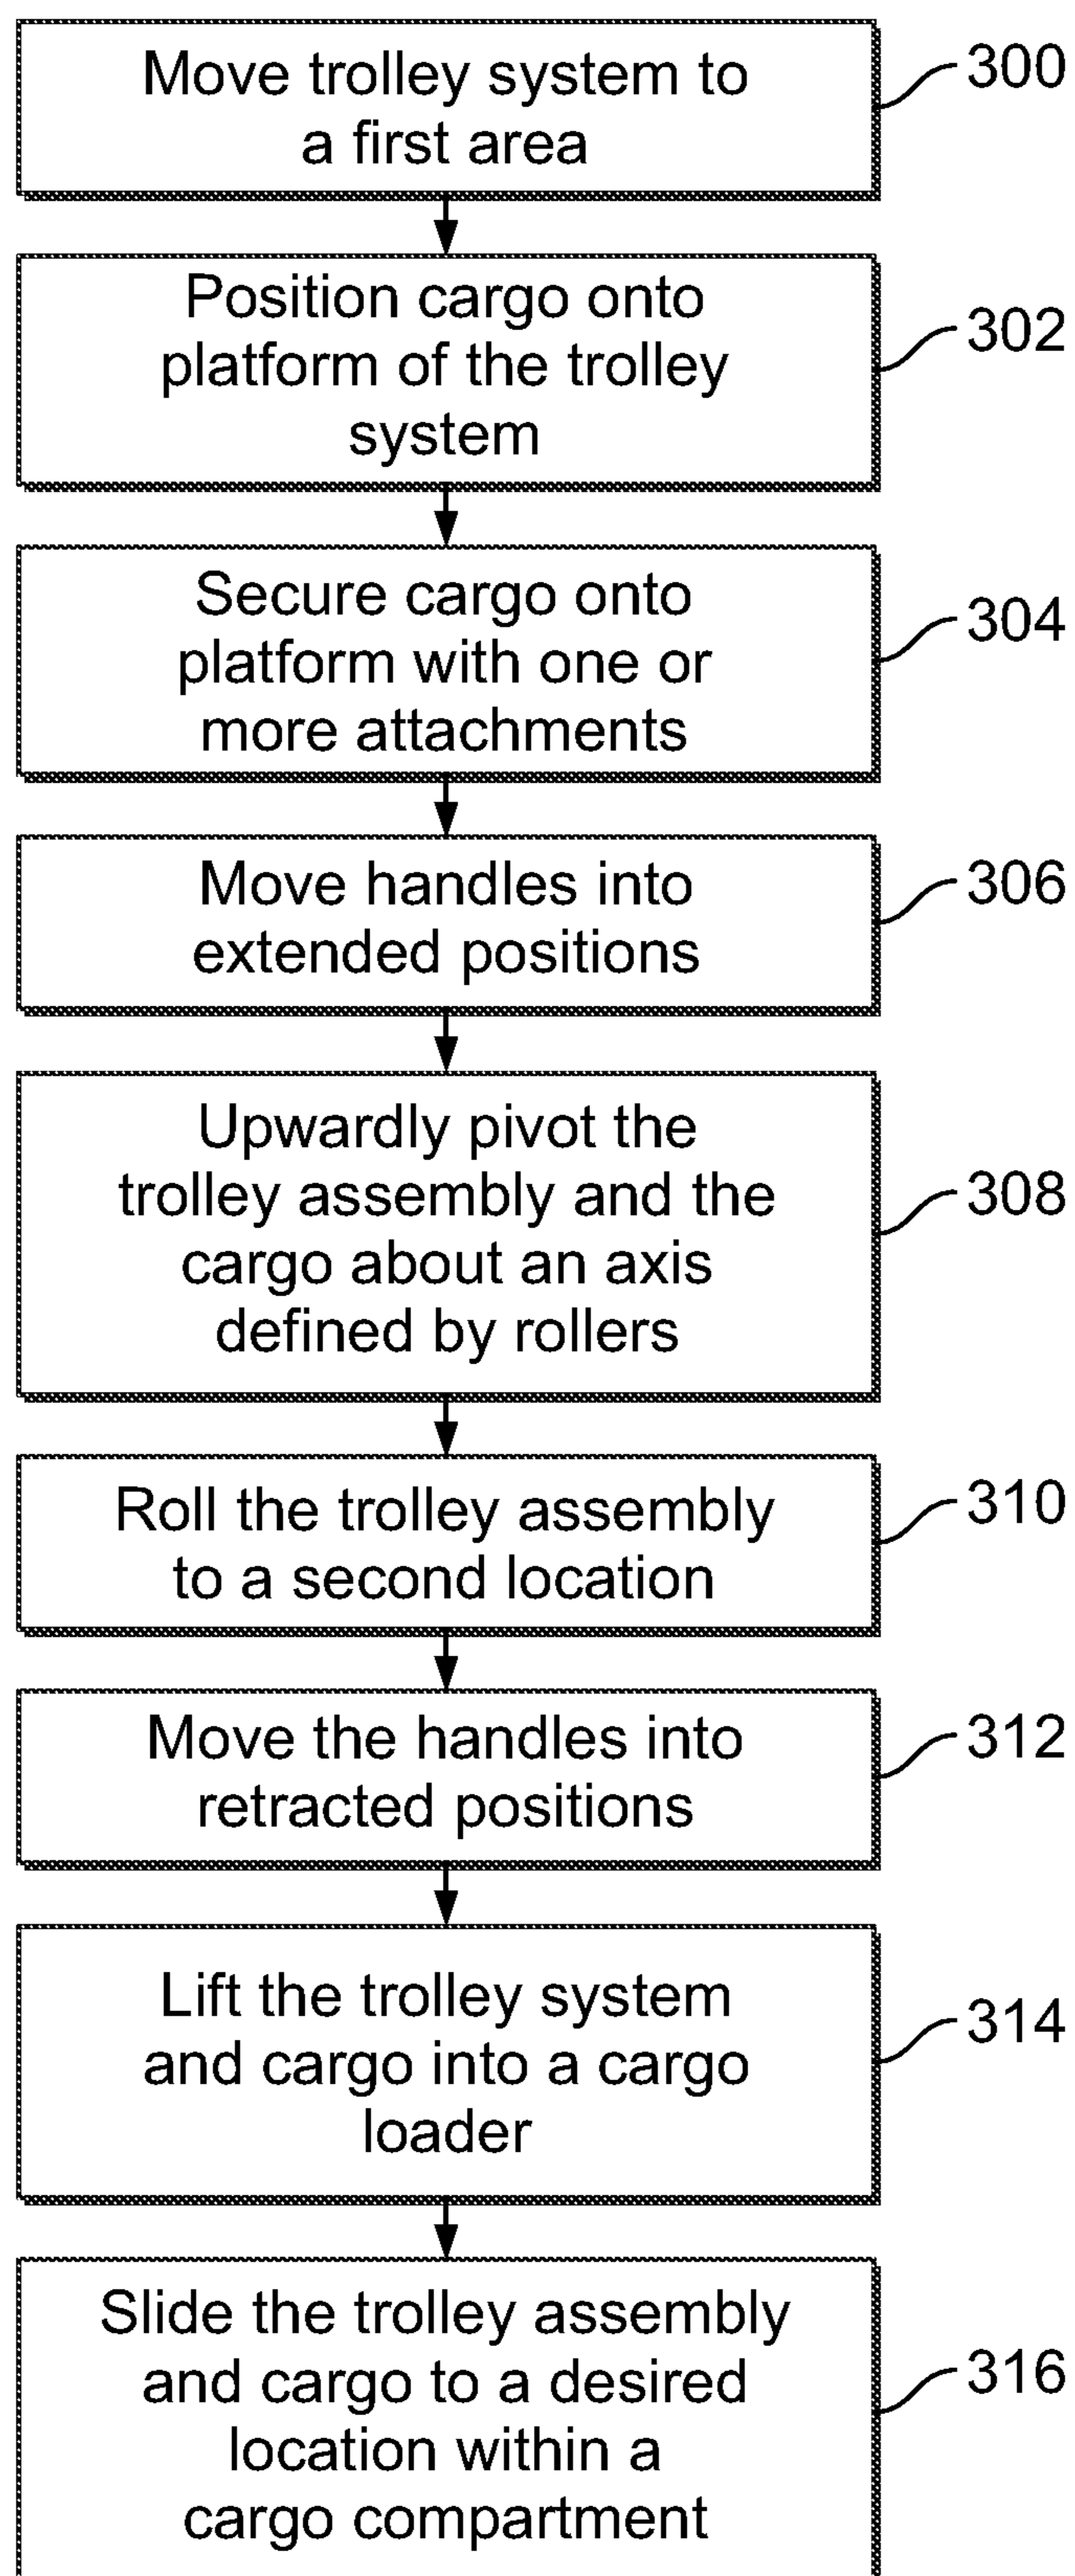 Move trolley system to
a first area
300
Position cargo onto
platform of the trolley
system
302
Secure cargo onto
platform with one or
more attachments
304
Move handles into
extended positions
306
Upwardly pivot the
trolley assembly and the
cargo about an axis
defined by rollers
308
Roll the trolley assembly
to a second location
310
Move the handles into
retracted positions
312
Lift the trolley system
and cargo into a cargo
loader
314
Slide the trolley assembly
and cargo to a desired
location within a
cargo compartment
316